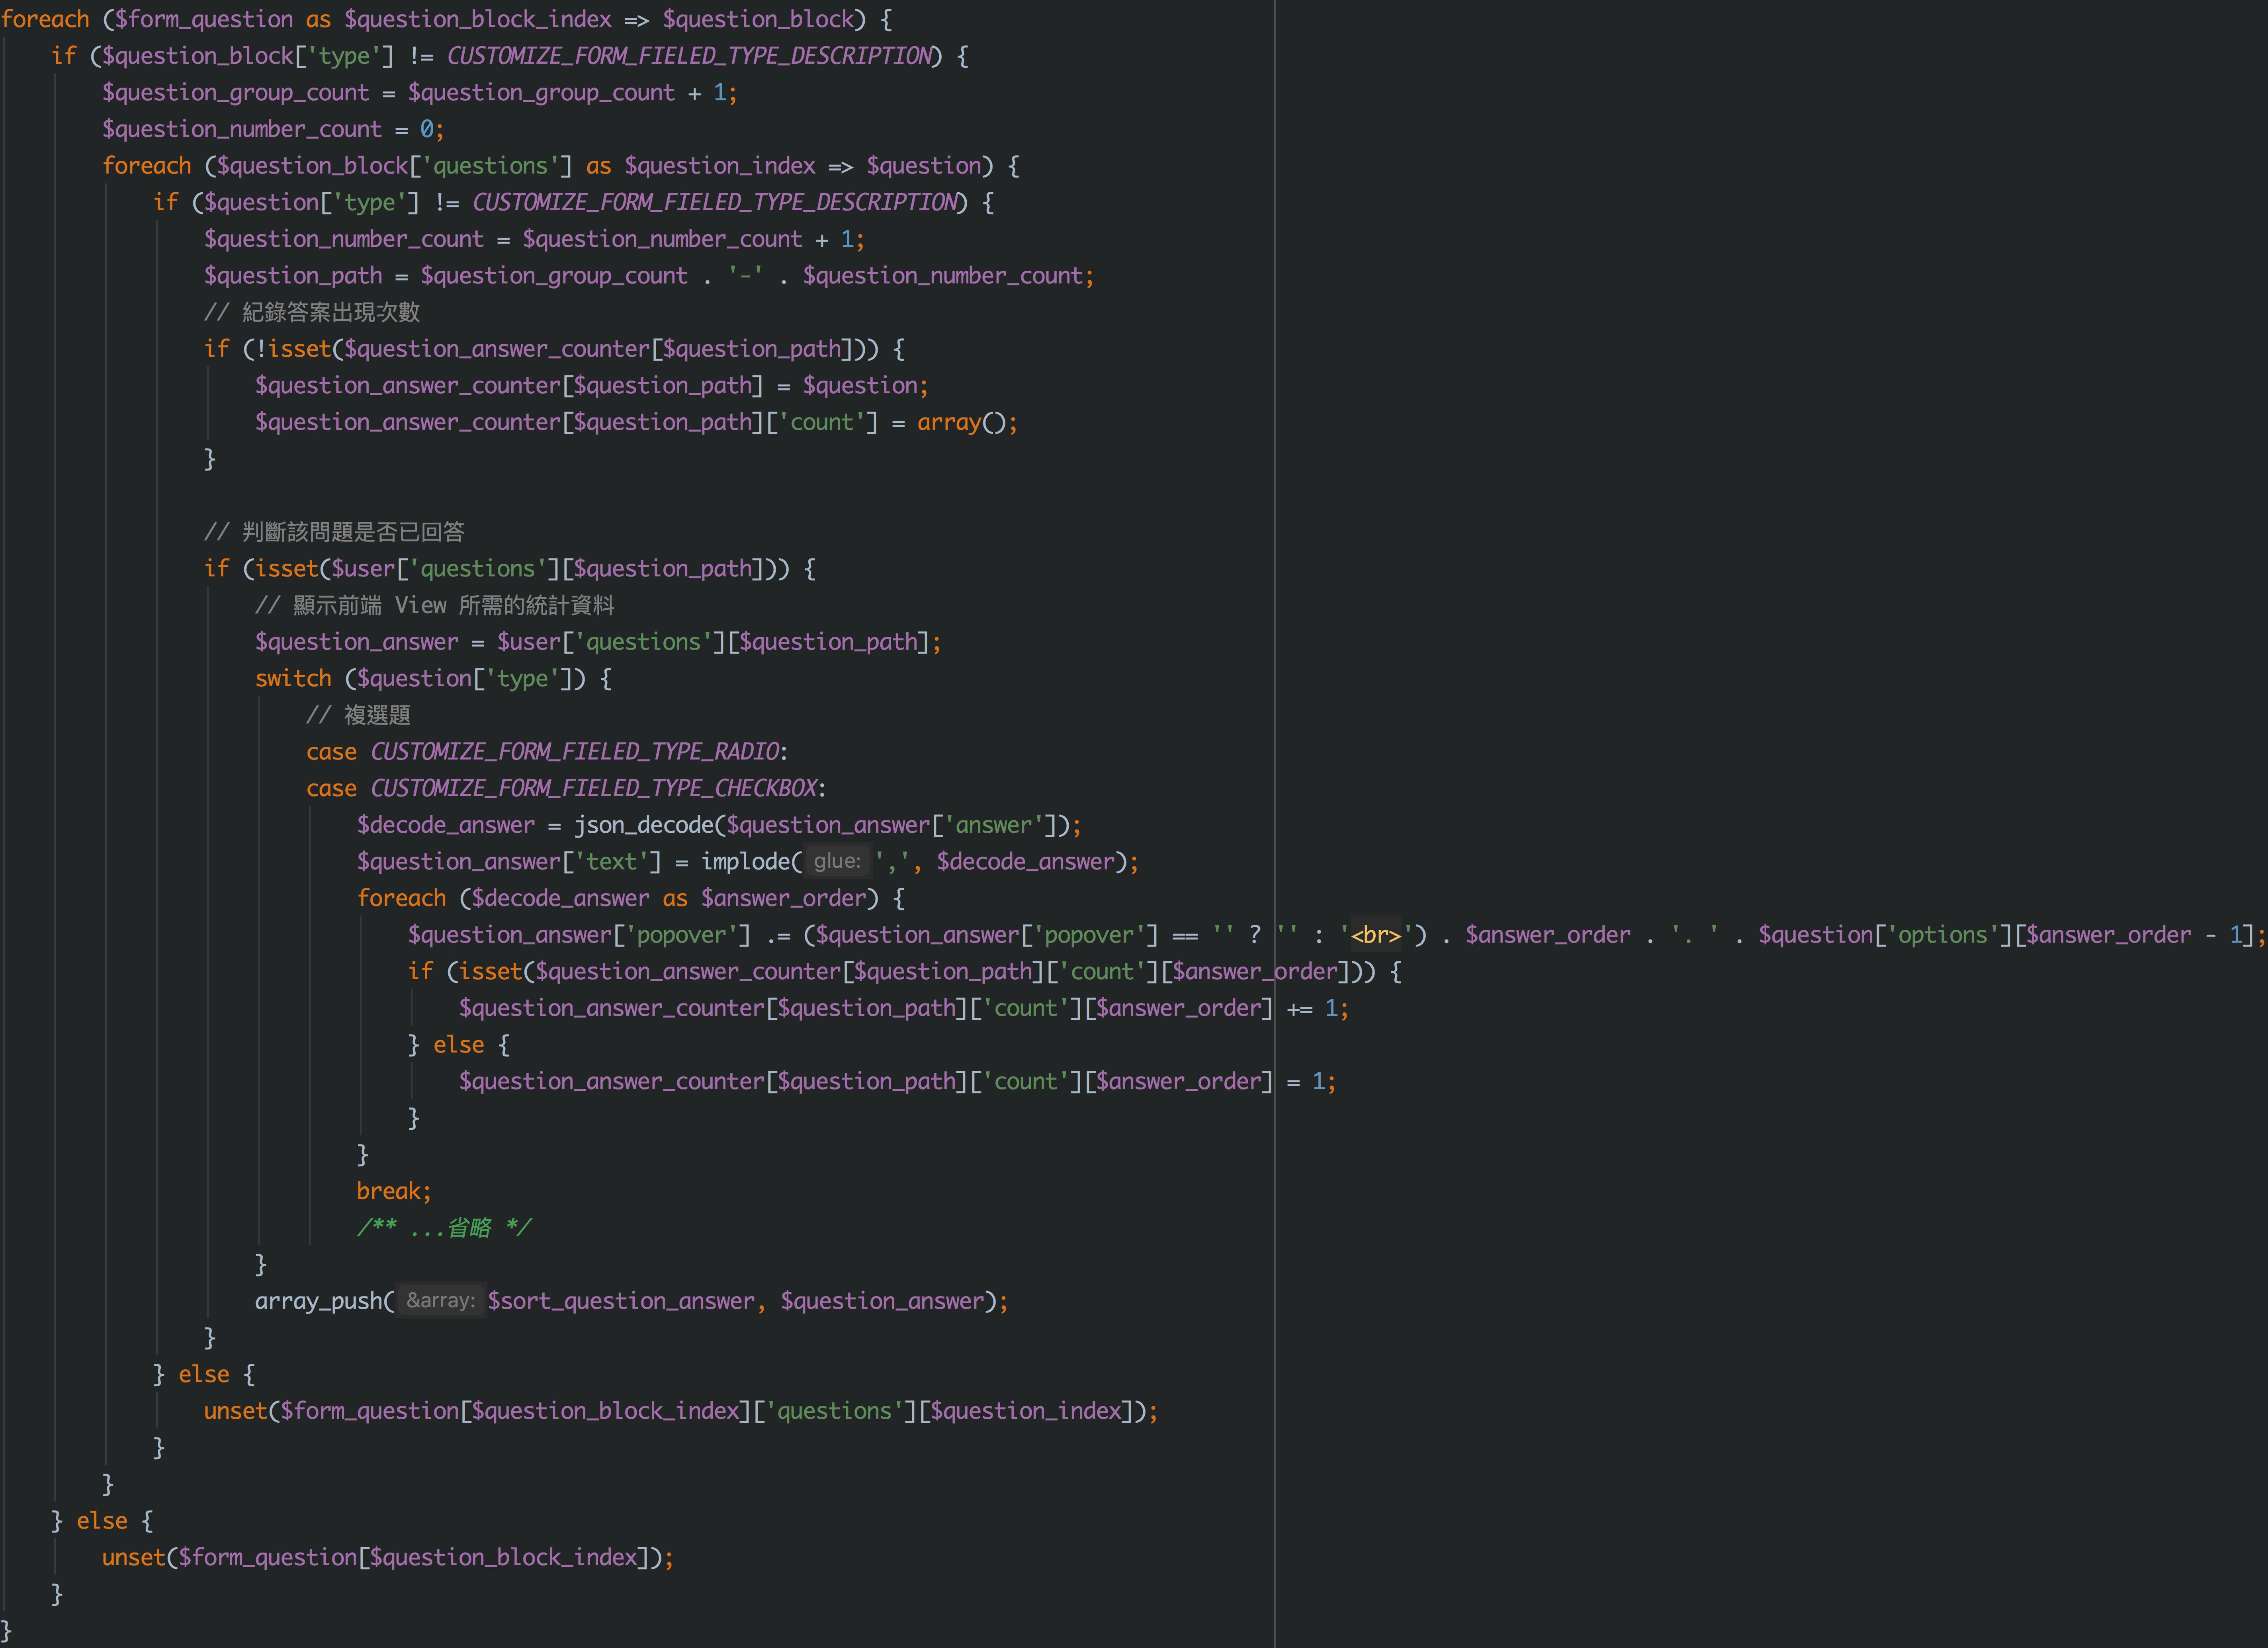 foreach ($form_question as $question_block_index => $question_block) {
    if ($question_block['type'] != CUSTOMIZE_FORM_FIELED_TYPE_DESCRIPTION) {
        $question_group_count = $question_group_count + 1;
        $question_number_count = 0;
        foreach ($question_block['questions'] as $question_index => $question) {
            if ($question['type'] != CUSTOMIZE_FORM_FIELED_TYPE_DESCRIPTION) {
                $question_number_count = $question_number_count + 1;
                $question_path = $question_group_count . '-' . $question_number_count;
                // 紀錄答案出現次數
                if (!isset($question_answer_counter[$question_path])) {
                    $question_answer_counter[$question_path] = $question;
                    $question_answer_counter[$question_path]['count'] = array();
                }

                // 判斷該問題是否已回答
                if (isset($user['questions'][$question_path])) {
                    // 顯示前端 View 所需的統計資料
                    $question_answer = $user['questions'][$question_path];
                    switch ($question['type']) {
                        // 複選題
                        case CUSTOMIZE_FORM_FIELED_TYPE_RADIO:
                        case CUSTOMIZE_FORM_FIELED_TYPE_CHECKBOX:
                            $decode_answer = json_decode($question_answer['answer']);
                            $question_answer['text'] = implode( glue: ',', $decode_answer);
                            foreach ($decode_answer as $answer_order) {
                                $question_answer['popover'] .= ($question_answer['popover'] == '' ? '' : '<br>') . $answer_order . '. ' . $question['options'][$answer_order - 1];
                                if (isset($question_answer_counter[$question_path]['count'][$answer_order])) {
                                    $question_answer_counter[$question_path]['count'][$answer_order] += 1;
                                } else {
                                    $question_answer_counter[$question_path]['count'][$answer_order] = 1;
                                }
                            }
                            break;
                            /** ...省略 */
                    }
                    array_push( &array: $sort_question_answer, $question_answer);
                }
            } else {
                unset($form_question[$question_block_index]['questions'][$question_index]);
            }
        }
    } else {
        unset($form_question[$question_block_index]);
    }
}